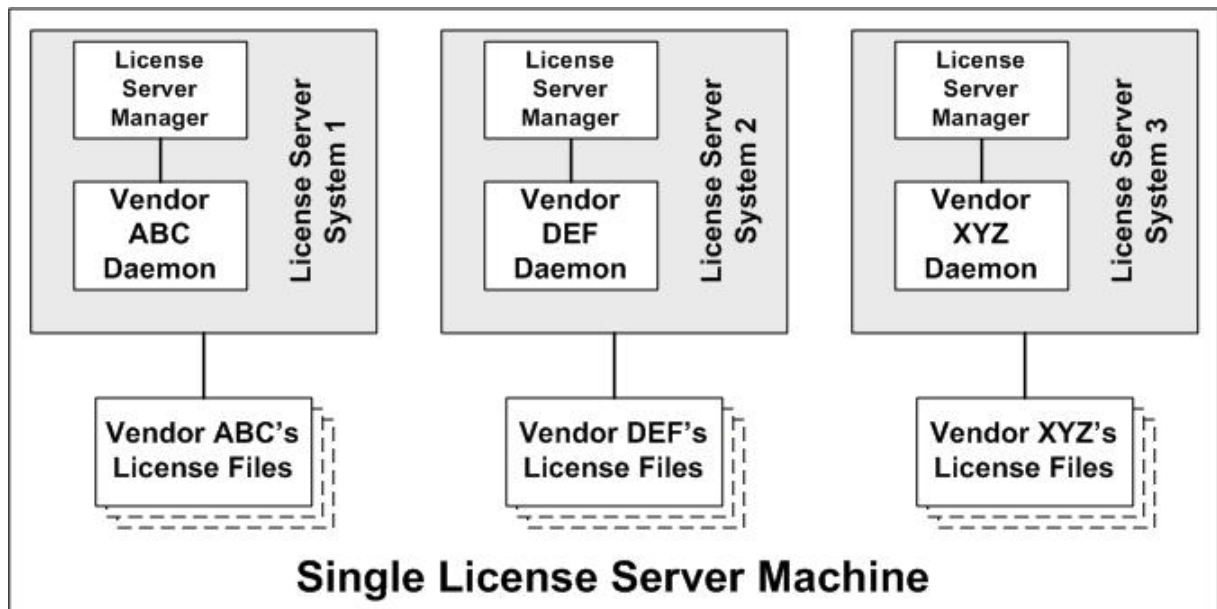 License
Server
Manager
Vendor
ABC
Daemon
License Server
System 1
Vendor ABC's
License Files
License
Server
Manager
Vendor
DEF
Daemon
License Server
System 2
Vendor DEF's
License Files
License
Server
Manager
Vendor
XYZ
Daemon
License Server
System 3
Vendor XYZ's
License Files
Single License Server Machine